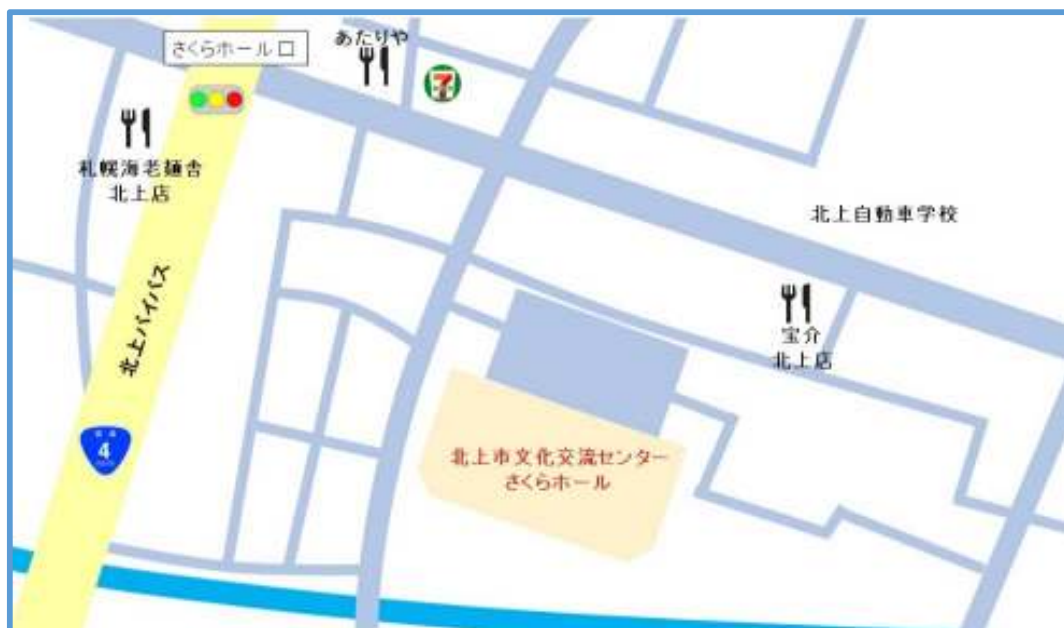 さくらホール口
あたりや
7
札幌海老麺舎
北上店
北上自動車学校
北上バイパス
宝介
北上店
4
北上市文化交流センター
さくらホール